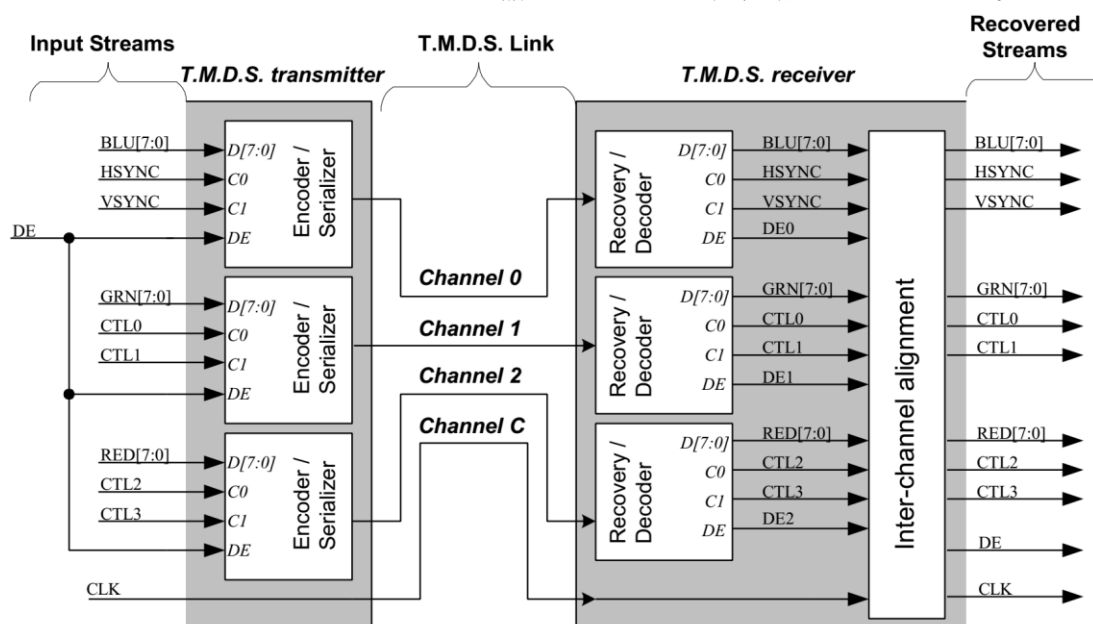 Input Streams
T.M.D.S. Link
Recovered
Streams
T.M.D.S. transmitter
T.M.D.S. receiver
BLU[7:0]
HSYNC
VSYNC
DE
D[7:0]
C0
C1
DE
Encoder /
Serializer
GRN[7:0]
CTL0
CTL1
D[7:0]
C0
C1
DE
Encoder /
Serializer
RED[7:0]
CTL2
CTL3
D[7:0]
C0
C1
DE
Encoder /
Serializer
CLK
Channel 0
Channel 1
Channel 2
Channel C
Recovery /
Decoder
D[7:0]
C0
C1
DE
BLU[7:0]
HSYNC
VSYNC
DE0
Recovery /
Decoder
D[7:0]
C0
C1
DE
GRN[7:0]
CTL0
CTL1
DE1
Recovery /
Decoder
D[7:0]
C0
C1
DE
RED[7:0]
CTL2
CTL3
DE2
Inter-channel alignment
BLU[7:0]
HSYNC
VSYNC
GRN[7:0]
CTL0
CTL1
RED[7:0]
CTL2
CTL3
DE
CLK